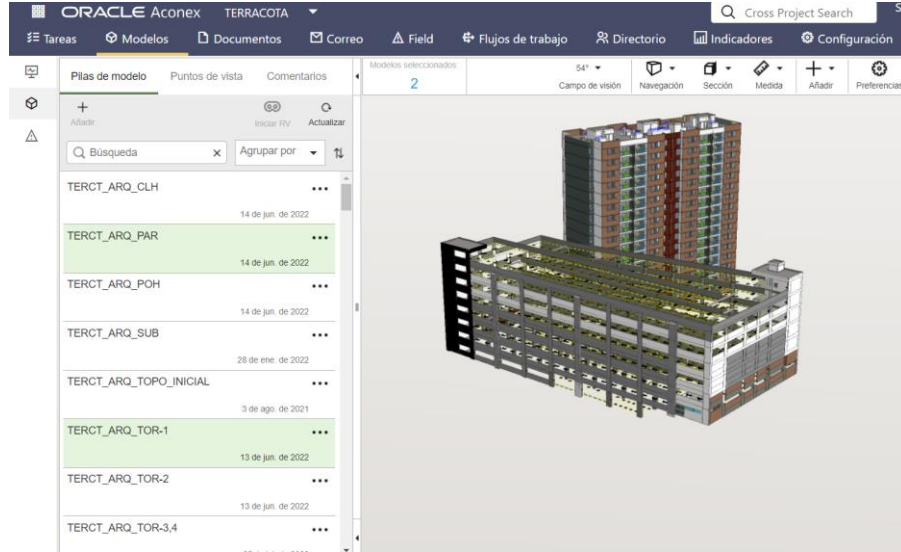 ORACLE Aconex TERRACOTA Cross Project Search
Tareas Modelos Documentos Correo Field Flujos de trabajo Directorio Indicadores Configuración
Pilas de modelo Puntos de vista Comentarios
Modelos seleccionados:
2
54°
Campo de visión Navegación Sección Medida Añadir Preferencias
Añadir Iniciar RV Actualizar
Búsqueda Agrupar por
TERCT_ARQ_CLH
14 de jun. de 2022
TERCT_ARQ_PAR
14 de jun. de 2022
TERCT_ARQ_POH
14 de jun. de 2022
TERCT_ARQ_SUB
28 de ene. de 2022
TERCT_ARQ_TOPO_INICIAL
3 de ago. de 2021
TERCT_ARQ_TOR-1
13 de jun. de 2022
TERCT_ARQ_TOR-2
13 de jun. de 2022
TERCT_ARQ_TOR-3,4